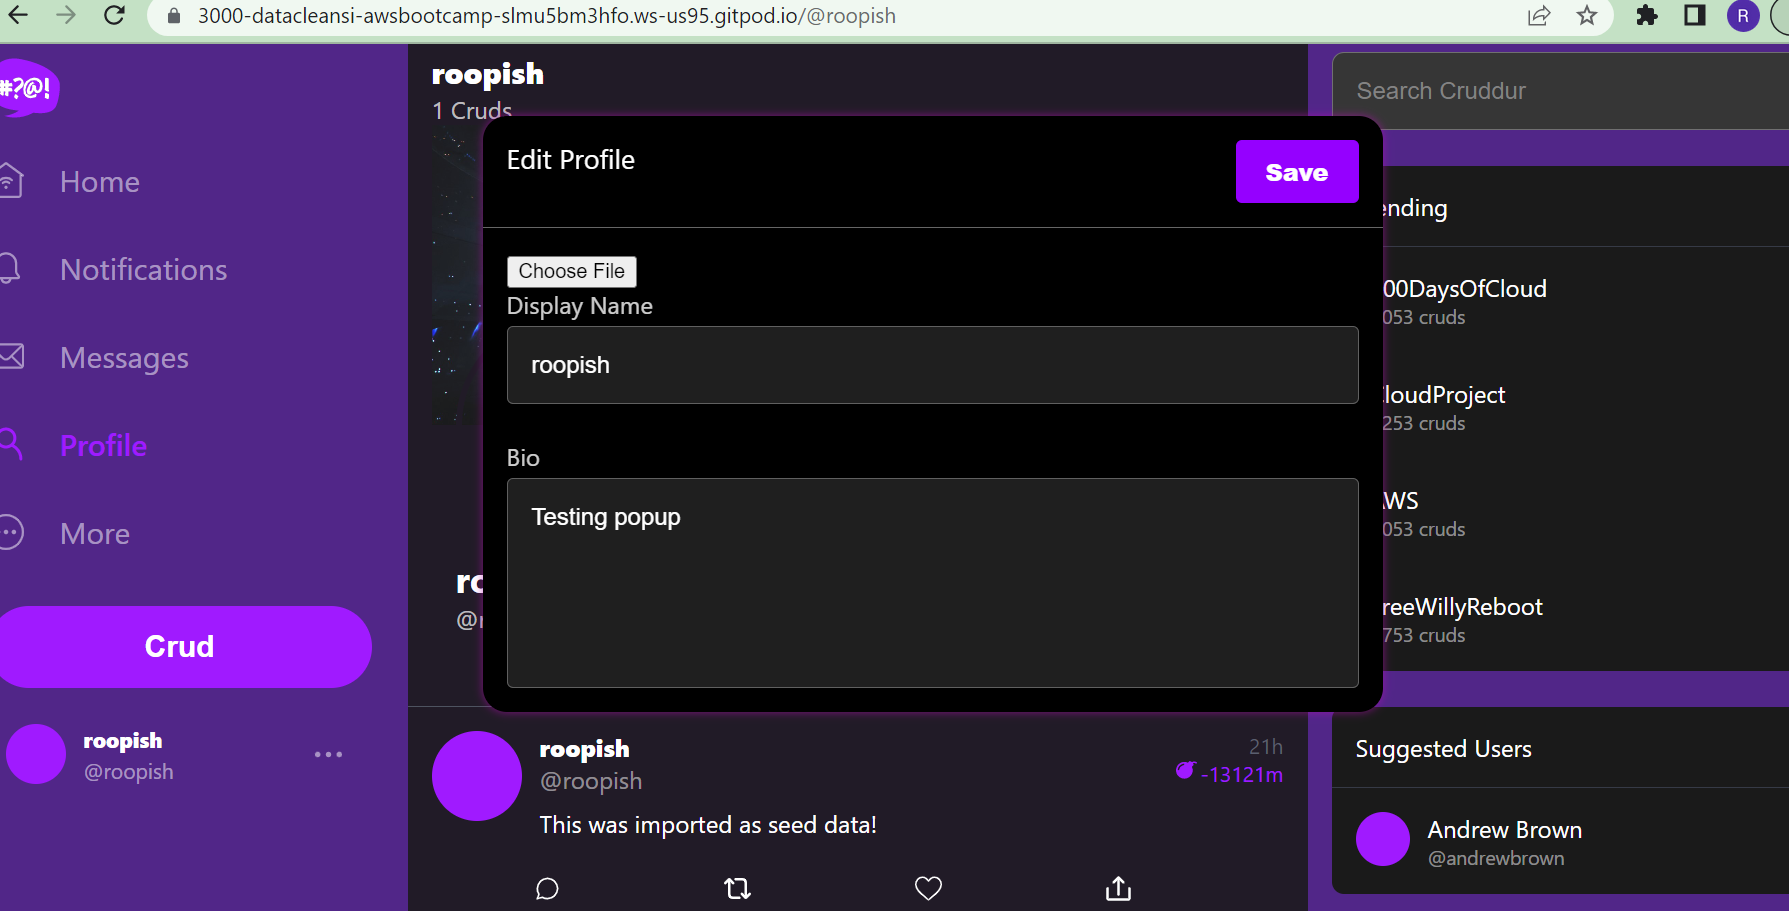 3000-datacleansi-awsbootcamp-slmu5bm3hfo.ws-us95.gitpod.io/@roopish
R
#?@!
Home
Notifications
Messages
Profile
More
Crud
roopish
@roopish
roopish
1 Cruds
Edit Profile
Save
Choose File
Display Name
roopish
Bio
Testing popup
roopish
@roopish
21h
-13121m
This was imported as seed data!
Search Cruddur
ending
00DaysOfCloud
053 cruds
loudProject
253 cruds
WS
053 cruds
reeWillyReboot
753 cruds
Suggested Users
Andrew Brown
@andrewbrown